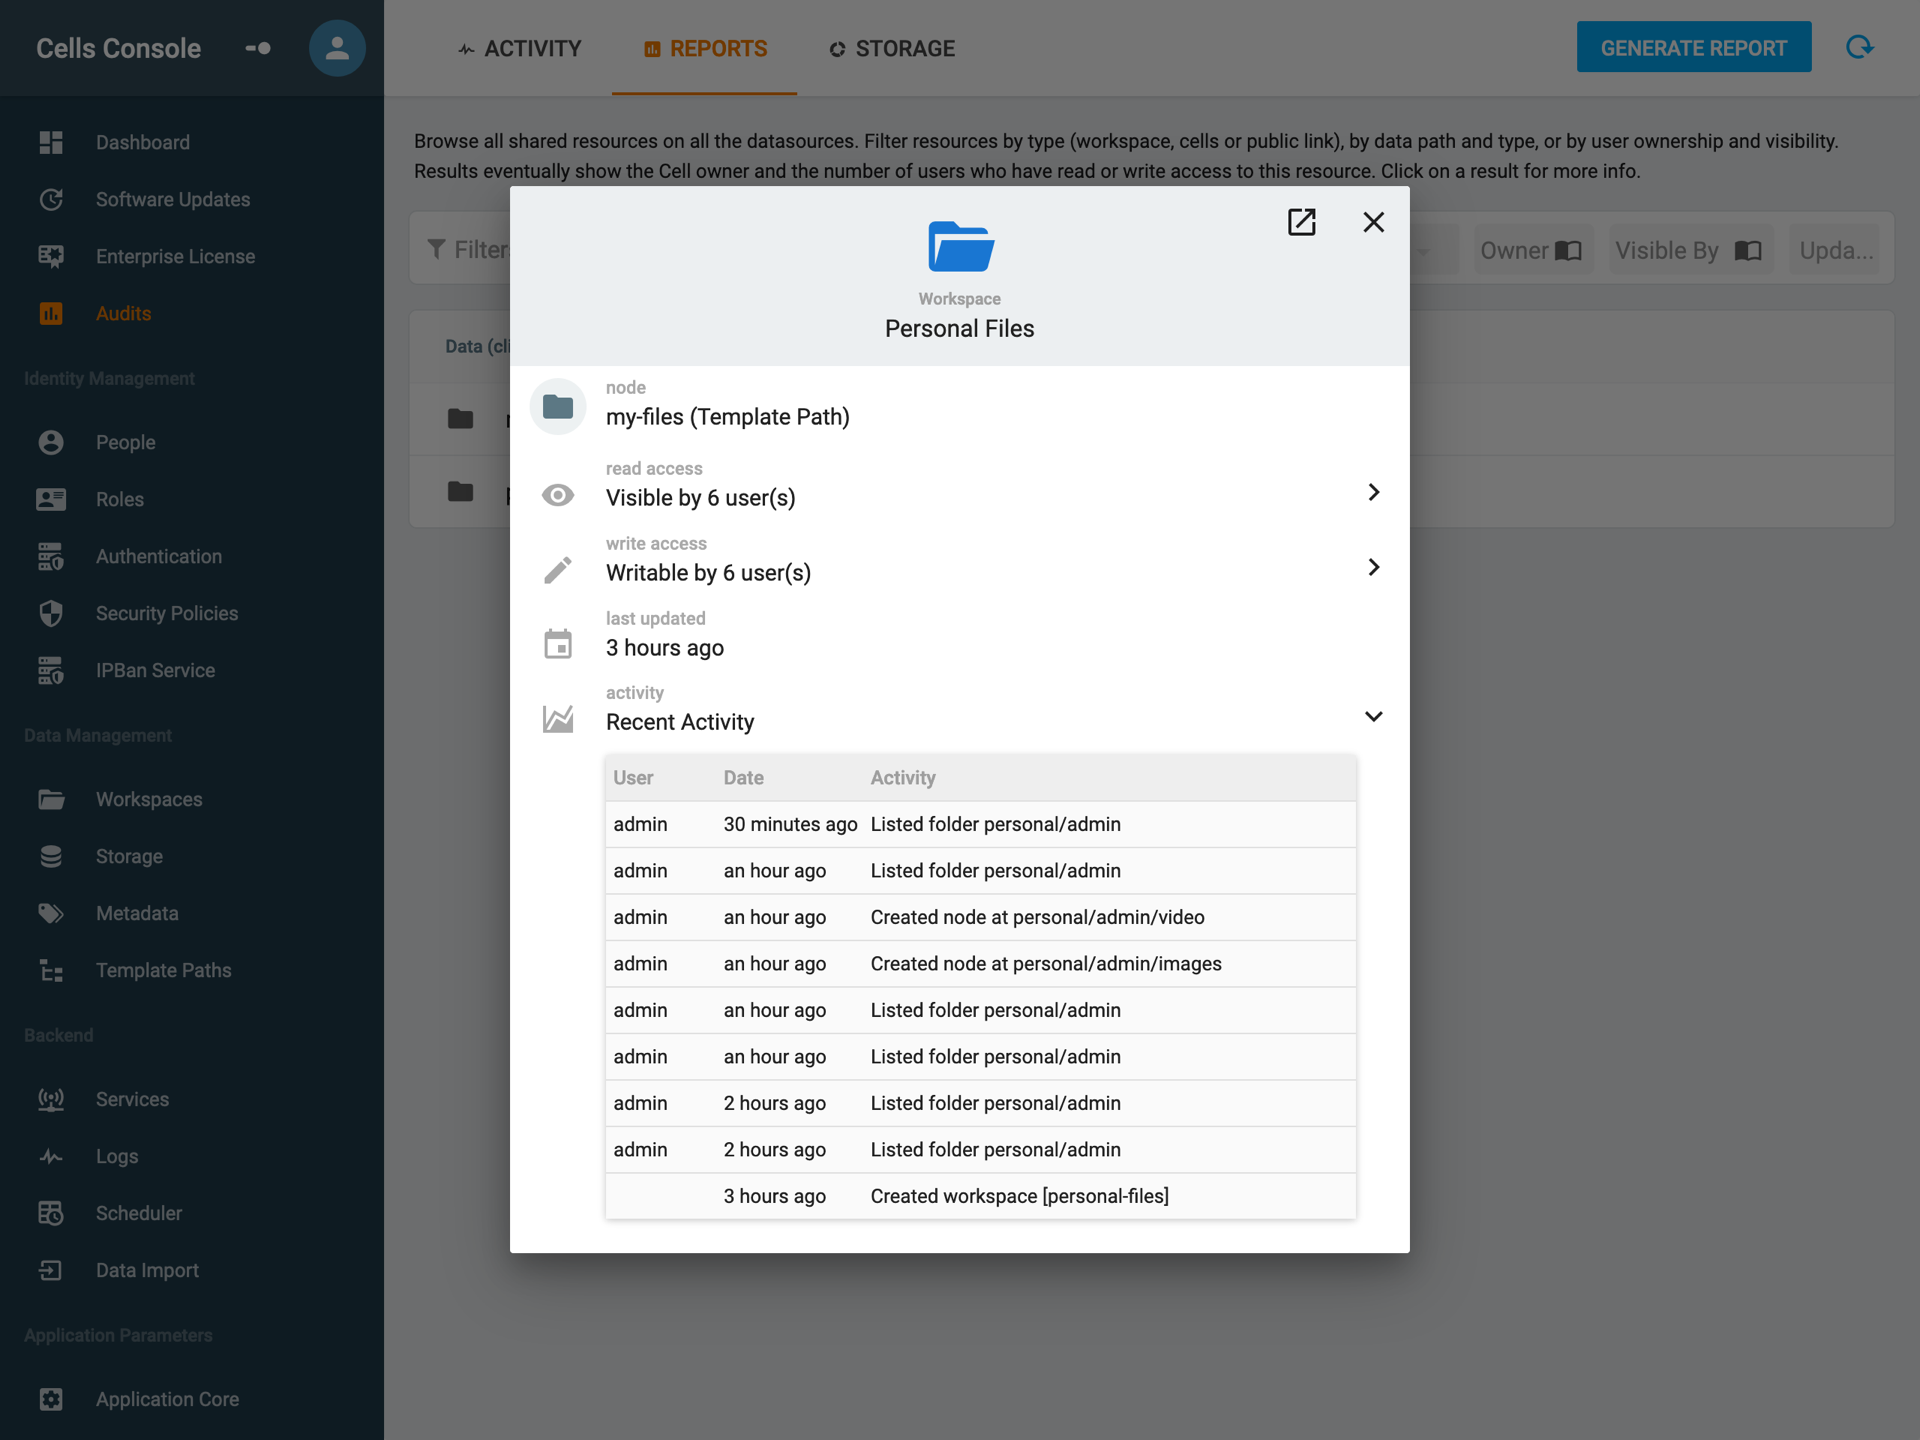 Cells Console
ACTIVITY
REPORTS
STORAGE
GENERATE REPORT
Dashboard
Software Updates
Enterprise License
Audits
Identity Management
People
Roles
Authentication
Security Policies
IPBan Service
Data Management
Workspaces
Storage
Metadata
Template Paths
Backend
Services
Logs
Scheduler
Data Import
Application Parameters
Application Core
Browse all shared resources on all the datasources. Filter resources by type (workspace, cells or public link), by data path and type, or by user ownership and visibility.
Results eventually show the Cell owner and the number of users who have read or write access to this resource. Click on a result for more info.
Owner
Visible By
Upda...
Data
Workspace
Personal Files
node
my-files (Template Path)
read access
Visible by 6 user(s)
write access
Writable by 6 user(s)
last updated
3 hours ago
activity
Recent Activity
User Date Activity
admin 30 minutes ago Listed folder personal/admin
admin an hour ago Listed folder personal/admin
admin an hour ago Created node at personal/admin/video
admin an hour ago Created node at personal/admin/images
admin an hour ago Listed folder personal/admin
admin an hour ago Listed folder personal/admin
admin 2 hours ago Listed folder personal/admin
admin 2 hours ago Listed folder personal/admin
3 hours ago Created workspace [personal-files]